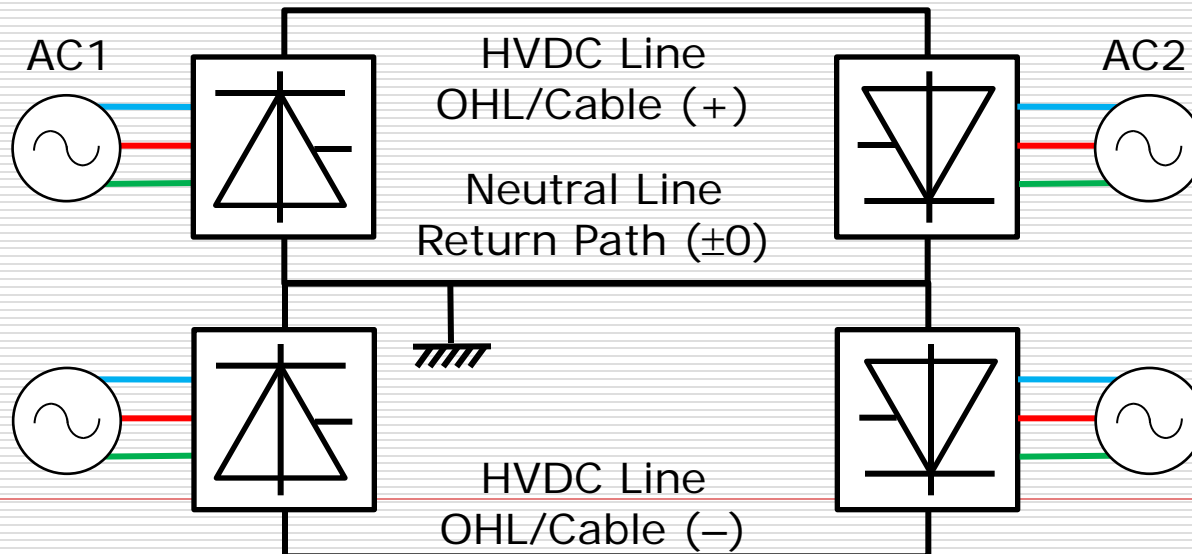 AC1
HVDC Line
OHL/Cable (+)
AC2
Neutral Line
Return Path (±0)
HVDC Line
OHL/Cable (–)